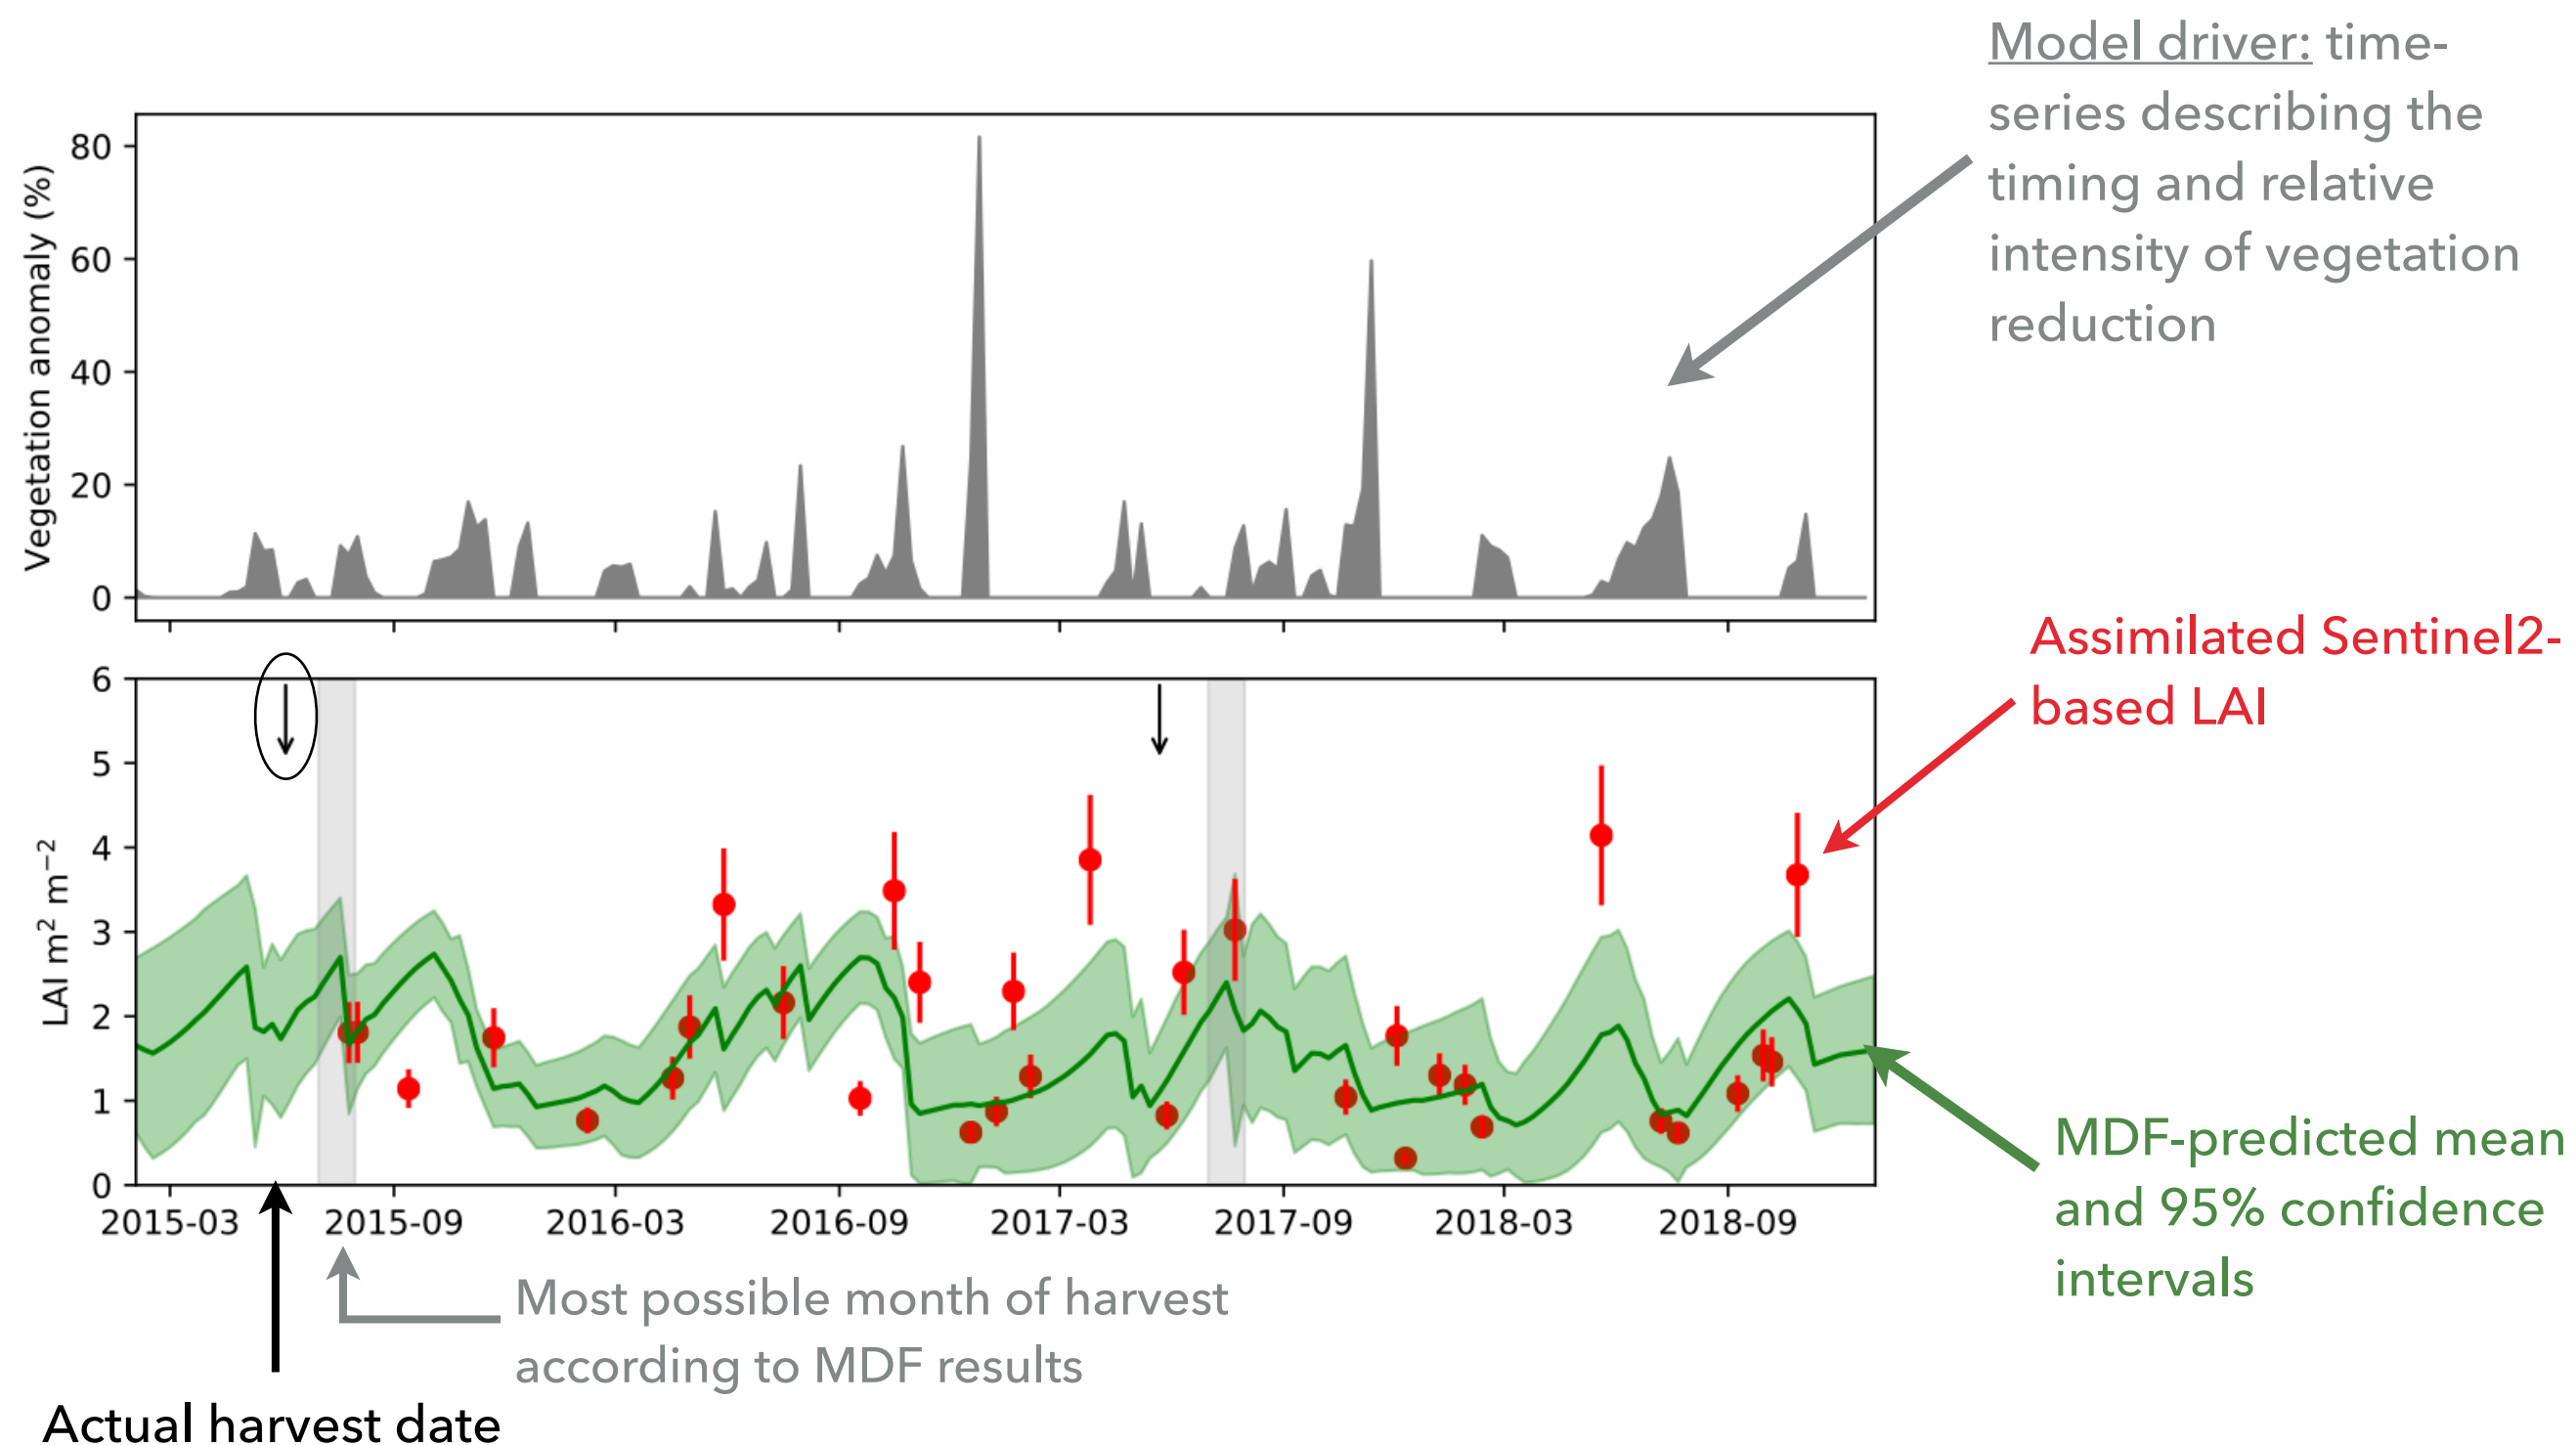 Model driver: time-
series describing the
timing and relative
intensity of vegetation
reduction
Vegetation anomaly (%)
80
60
40
20
0
Assimilated Sentinel2-
based LAI
LAI m² m⁻²
6
5
4
3
2
1
0
2015-03 2015-09 2016-03 2016-09 2017-03 2017-09 2018-03 2018-09
MDF-predicted mean
and 95% confidence
intervals
Most possible month of harvest
according to MDF results
Actual harvest date